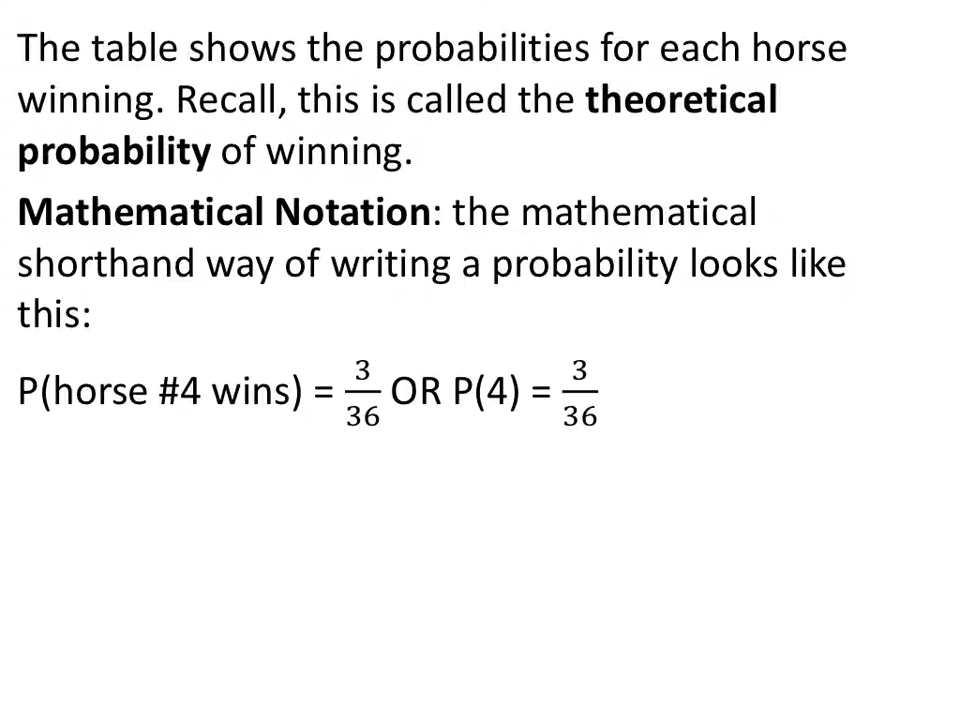 The table shows the probabilities for each horse
winning. Recall, this is called the theoretical
probability of winning.
Mathematical Notation: the mathematical
shorthand way of writing a probability looks like
this:
P(horse #4 wins) = 3/36 OR P(4) = 3/36